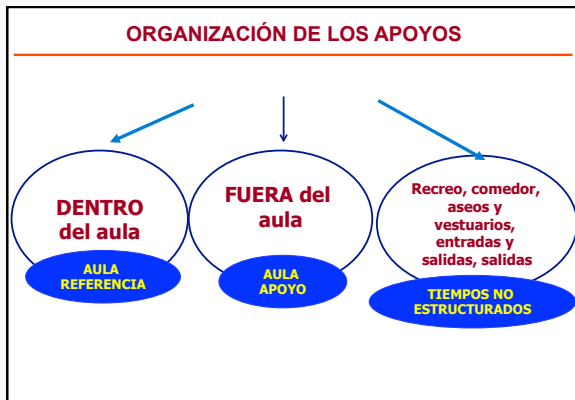 ORGANIZACIÓN DE LOS APOYOS
DENTRO
del aula
AULA
REFERENCIA
FUERA del
aula
AULA
APOYO
Recreo, comedor,
aseos y
vestuarios,
entradas y
salidas, salidas
TIEMPOS NO
ESTRUCTURADOS